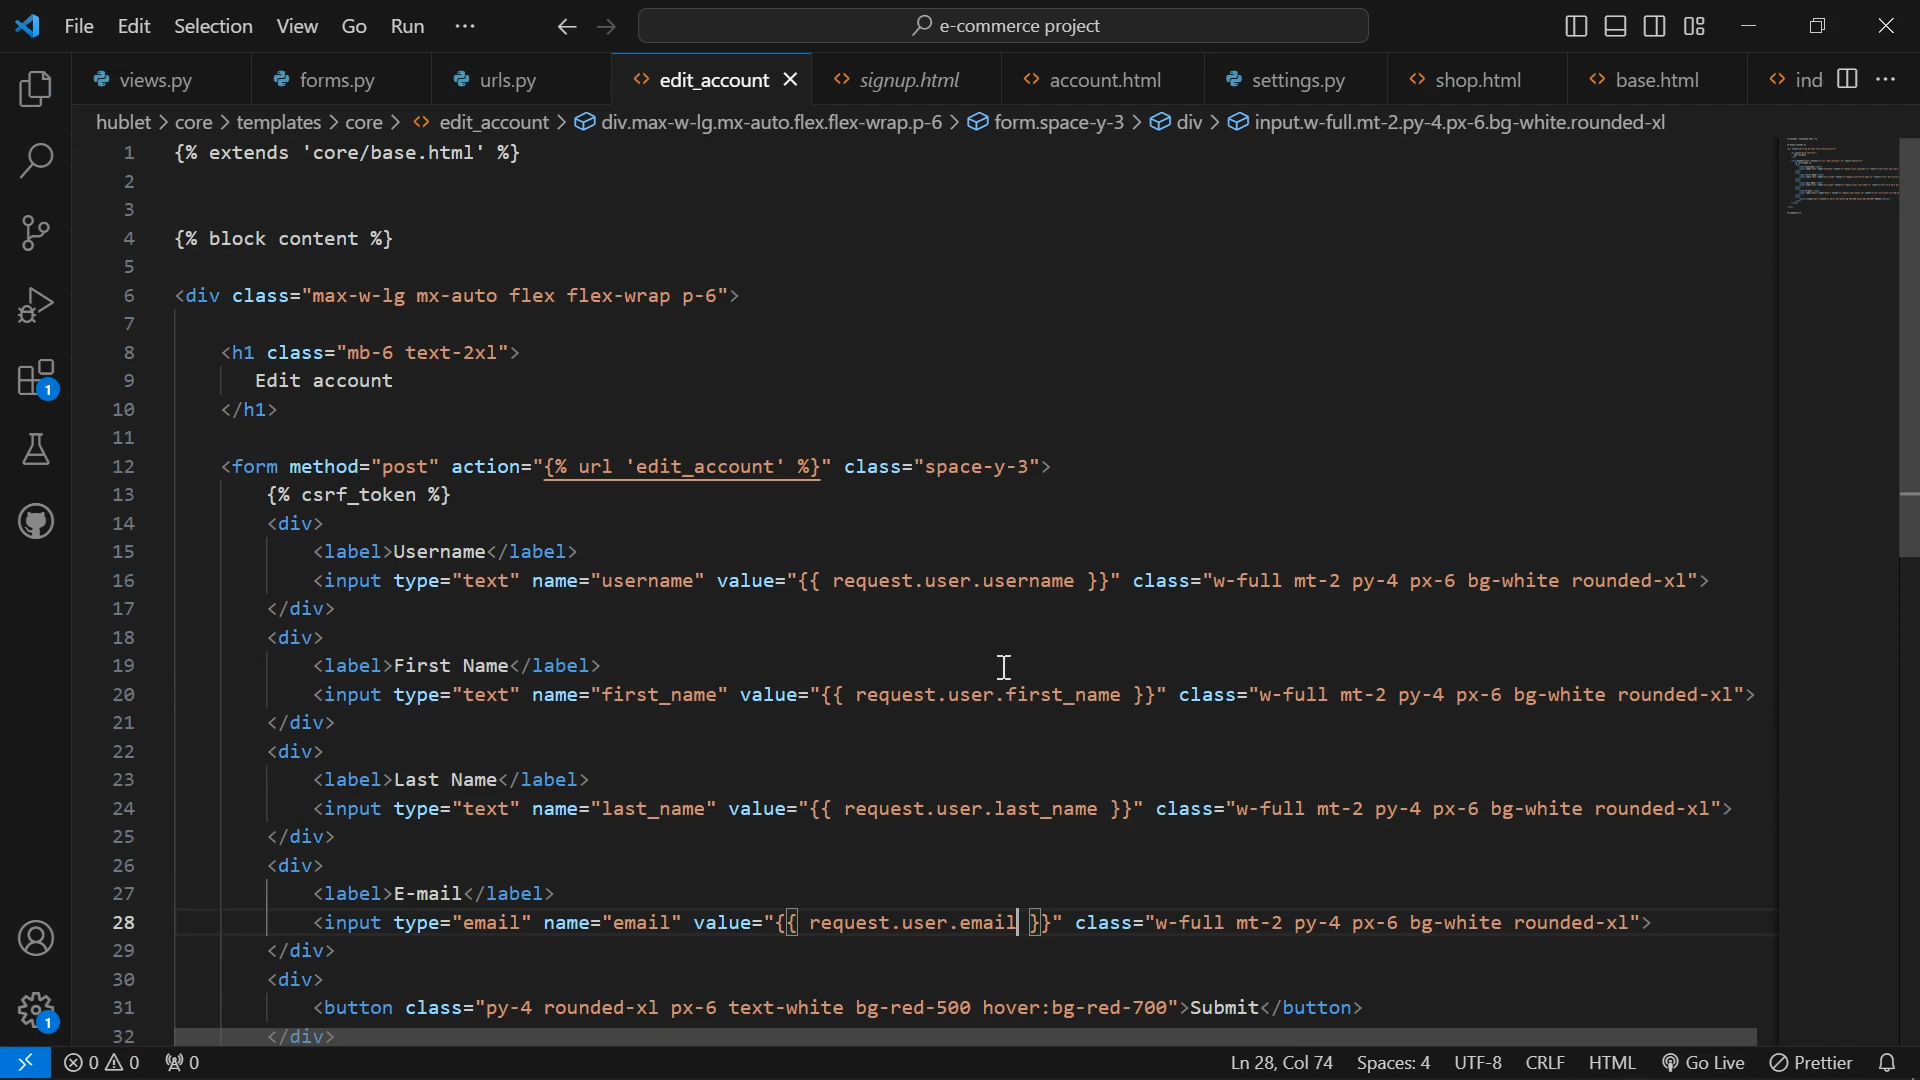 File Edit Selection View Go Run ··· e-commerce project
views.py forms.py urls.py edit_account signup.html account.html settings.py shop.html base.html ind
hublet > core > templates > core > edit_account > div.max-w-lg.mx-auto.flex.flex-wrap.p-6 > form.space-y-3 > div > input.w-full.mt-2.py-4.px-6.bg-white.rounded-xl
1 {% extends 'core/base.html' %}
2
3
4 {% block content %}
5
6 <div class="max-w-lg mx-auto flex flex-wrap p-6">
7
8 <h1 class="mb-6 text-2xl">
9 Edit account
10 </h1>
11
12 <form method="post" action="{% url 'edit_account' %}" class="space-y-3">
13 {% csrf_token %}
14 <div>
15 <label>Username</label>
16 <input type="text" name="username" value="{{ request.user.username }}" class="w-full mt-2 py-4 px-6 bg-white rounded-xl">
17 </div>
18 <div>
19 <label>First Name</label>
20 <input type="text" name="first_name" value="{{ request.user.first_name }}" class="w-full mt-2 py-4 px-6 bg-white rounded-xl">
21 </div>
22 <div>
23 <label>Last Name</label>
24 <input type="text" name="last_name" value="{{ request.user.last_name }}" class="w-full mt-2 py-4 px-6 bg-white rounded-xl">
25 </div>
26 <div>
27 <label>E-mail</label>
28 <input type="email" name="email" value="{{ request.user.email }}" class="w-full mt-2 py-4 px-6 bg-white rounded-xl">
29 </div>
30 <div>
31 <button class="py-4 rounded-xl px-6 text-white bg-red-500 hover:bg-red-700">Submit</button>
32 </div>
1
1
0 0 0 Ln 28, Col 74 Spaces: 4 UTF-8 CRLF HTML Go Live Prettier